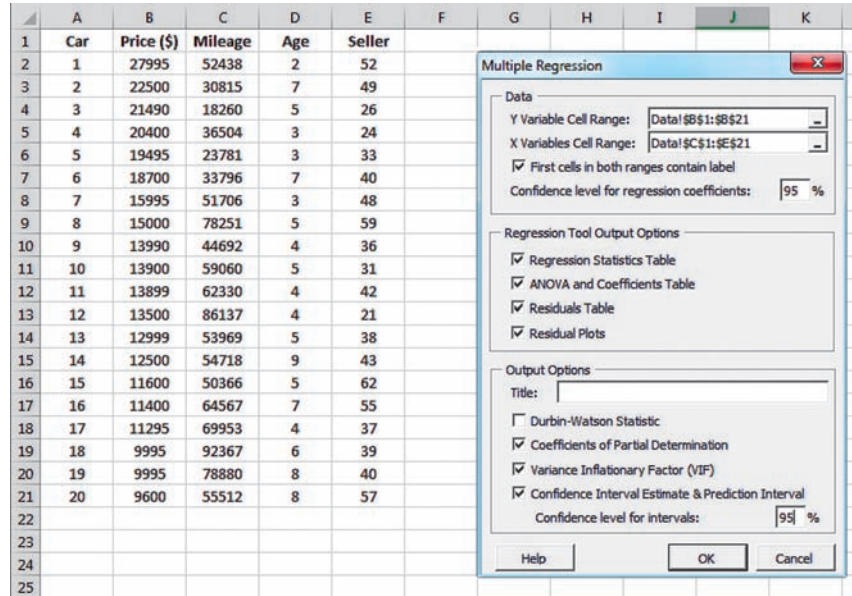 A B C D E F G H I J K
1 Car Price ($) Mileage Age Seller
2 1 27995 52438 2 52
3 2 22500 30815 7 49
4 3 21490 18260 5 26
5 4 20400 36504 3 24
6 5 19495 23781 3 33
7 6 18700 33796 7 40
8 7 15995 51706 3 48
9 8 15000 78251 5 59
10 9 13990 44692 4 36
11 10 13900 59060 5 31
12 11 13899 62330 4 42
13 12 13500 86137 4 21
14 13 12999 53969 5 38
15 14 12500 54718 9 43
16 15 11600 50366 5 62
17 16 11400 64567 7 55
18 17 11295 69953 4 37
19 18 9995 92367 6 39
20 19 9995 78880 8 40
21 20 9600 55512 8 57
22
23
24
25
Multiple Regression
Data
Y Variable Cell Range: Data!$B$1:$B$21
X Variables Cell Range: Data!$C$1:$E$21
First cells in both ranges contain label
Confidence level for regression coefficients: 95 %
Regression Tool Output Options
Regression Statistics Table
ANOVA and Coefficients Table
Residuals Table
Residual Plots
Output Options
Title:
Durbin-Watson Statistic
Coefficients of Partial Determination
Variance Inflationary Factor (VIF)
Confidence Interval Estimate & Prediction Interval
Confidence level for intervals: 95 %
Help OK Cancel